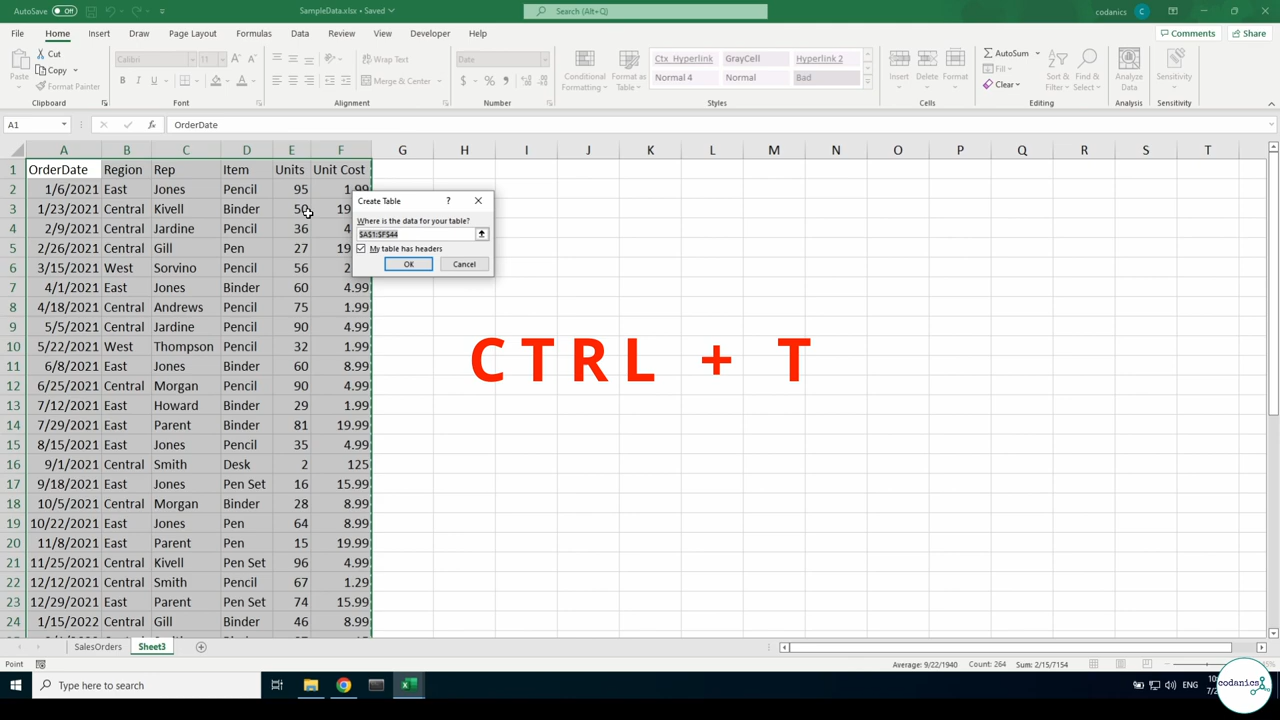 AutoSave Off SampleData.xlsx • Saved Search (Alt+Q) codanics C
File Home Insert Draw Page Layout Formulas Data Review View Developer Help Comments Share
Paste Cut Copy Format Painter
Calibri 11 B I U
Wrap Text Merge & Center
Date $ % ,
Conditional Formatting Format as Table
Ctx_Hyperlink GrayCell Hyperlink 2
Normal 4 Normal Bad
Insert Delete Format
AutoSum Fill Clear
Sort & Filter Find & Select
Analyze Data Sensitivity
Clipboard Font Alignment Number Styles Cells Editing Analysis Sensitivity
A1 fx OrderDate
A B C D E F G H I J K L M N O P Q R S T
1 OrderDate Region Rep Item Units Unit Cost
2 1/6/2021 East Jones Pencil 95 1.99
3 1/23/2021 Central Kivell Binder 50 19
4 2/9/2021 Central Jardine Pencil 36 4
5 2/26/2021 Central Gill Pen 27 19
6 3/15/2021 West Sorvino Pencil 56 2
7 4/1/2021 East Jones Binder 60 4.99
8 4/18/2021 Central Andrews Pencil 75 1.99
9 5/5/2021 Central Jardine Pencil 90 4.99
10 5/22/2021 West Thompson Pencil 32 1.99
11 6/8/2021 East Jones Binder 60 8.99
12 6/25/2021 Central Morgan Pencil 90 4.99
13 7/12/2021 East Howard Binder 29 1.99
14 7/29/2021 East Parent Binder 81 19.99
15 8/15/2021 East Jones Pencil 35 4.99
16 9/1/2021 Central Smith Desk 2 125
17 9/18/2021 East Jones Pen Set 16 15.99
18 10/5/2021 Central Morgan Binder 28 8.99
19 10/22/2021 East Jones Pen 64 8.99
20 11/8/2021 East Parent Pen 15 19.99
21 11/25/2021 Central Kivell Pen Set 96 4.99
22 12/12/2021 Central Smith Pencil 67 1.29
23 12/29/2021 East Parent Pen Set 74 15.99
24 1/15/2022 Central Gill Binder 46 8.99
Create Table ?
Where is the data for your table?
$A$1:$F$44
My table has headers
OK Cancel
CTRL + T
SalesOrders Sheet3
Point Average: 9/22/1940 Count: 264 Sum: 2/15/7154
Type here to search ENG
codanics